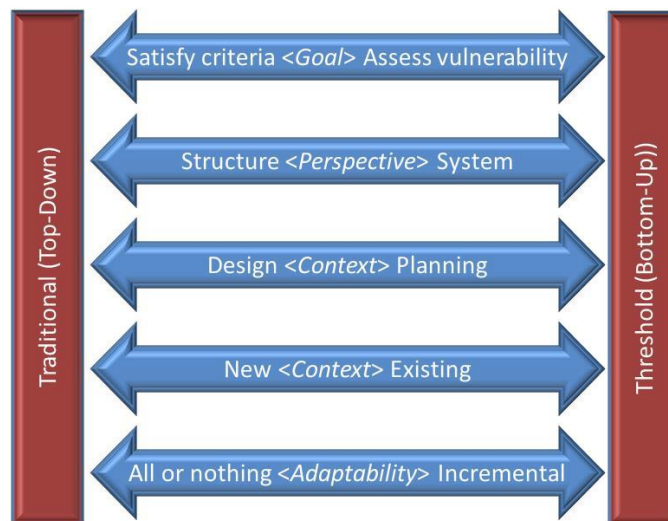 Traditional (Top-Down)
Satisfy criteria <Goal> Assess vulnerability
Structure <Perspective> System
Design <Context> Planning
New <Context> Existing
All or nothing <Adaptability> Incremental
Threshold (Bottom-Up))